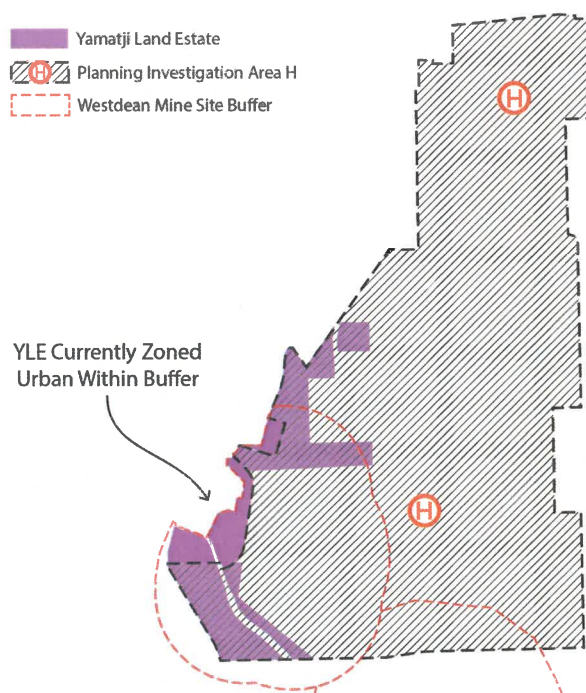 Yamatji Land Estate
H Planning Investigation Area H
Westdean Mine Site Buffer
H
YLE Currently Zoned
Urban Within Buffer
H